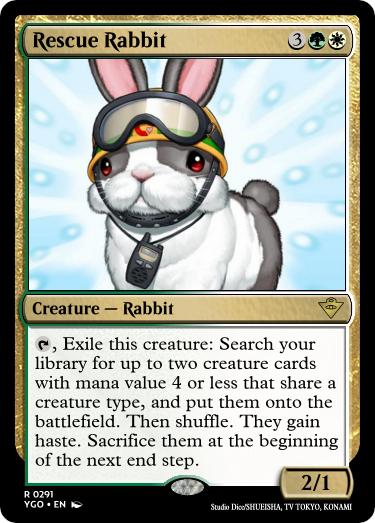 Rescue Rabbit 3
Creature — Rabbit
, Exile this creature: Search your
library for up to two creature cards
with mana value 4 or less that share a
creature type, and put them onto the
battlefield. Then shuffle. They gain
haste. Sacrifice them at the beginning
of the next end step.
2/1
R 0291
YGO • EN
Studio Dice/SHUEISHA, TV TOKYO, KONAMI